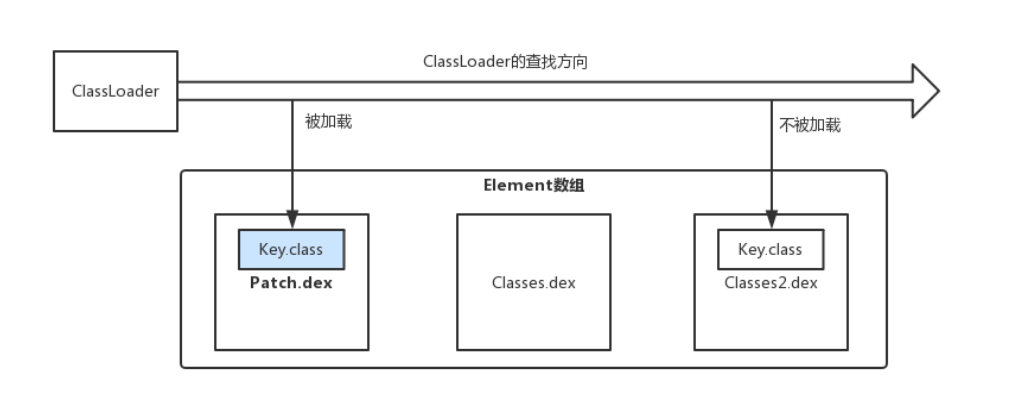 ClassLoader的查找方向
ClassLoader
被加载
不被加载
Element数组
Key.class
Patch.dex
Classes.dex
Key.class
Classes2.dex